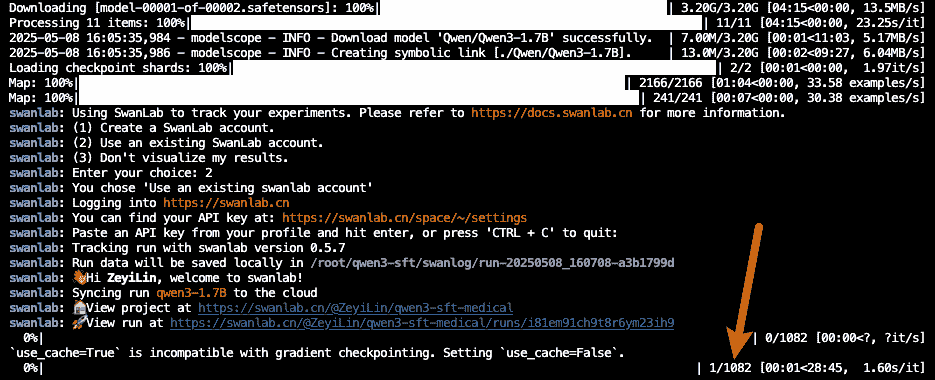 Downloading [model-00001-of-00002.safetensors]: 100%| | 3.20G/3.20G [04:15<00:00, 13.5MB/s]
Processing 11 items: 100%| | 11/11 [04:15<00:00, 23.25s/it]
2025-05-08 16:05:35,984 - modelscope - INFO - Download model 'Qwen/Qwen3-1.7B' successfully. | 7.00M/3.20G [00:01<11:03, 5.17MB/s]
2025-05-08 16:05:35,986 - modelscope - INFO - Creating symbolic link [./Qwen/Qwen3-1.7B]. | 13.0M/3.20G [00:02<09:27, 6.04MB/s]
Loading checkpoint shards: 100%| | 2/2 [00:01<00:00, 1.97it/s]
Map: 100%| | 2166/2166 [01:04<00:00, 33.58 examples/s]
Map: 100%| | 241/241 [00:07<00:00, 30.38 examples/s]
swanlab: Using SwanLab to track your experiments. Please refer to https://docs.swanlab.cn for more information.
swanlab: (1) Create a SwanLab account.
swanlab: (2) Use an existing SwanLab account.
swanlab: (3) Don't visualize my results.
swanlab: Enter your choice: 2
swanlab: You chose 'Use an existing swanlab account'
swanlab: Logging into https://swanlab.cn
swanlab: You can find your API key at: https://swanlab.cn/space/~/settings
swanlab: Paste an API key from your profile and hit enter, or press 'CTRL + C' to quit:
swanlab: Tracking run with swanlab version 0.5.7
swanlab: Run data will be saved locally in /root/qwen3-sft/swanlog/run-20250508_160708-a3b1799d
swanlab: 👋Hi ZeyiLin, welcome to swanlab!
swanlab: Syncing run qwen3-1.7B to the cloud
swanlab: 🏠View project at https://swanlab.cn/@ZeyiLin/qwen3-sft-medical
swanlab: 🚀View run at https://swanlab.cn/@ZeyiLin/qwen3-sft-medical/runs/i81em91ch9t8r6ym23ih9
0%| | 0/1082 [00:00<?, ?it/s]
`use_cache=True` is incompatible with gradient checkpointing. Setting `use_cache=False`.
0%| | 1/1082 [00:01<28:45, 1.60s/it]